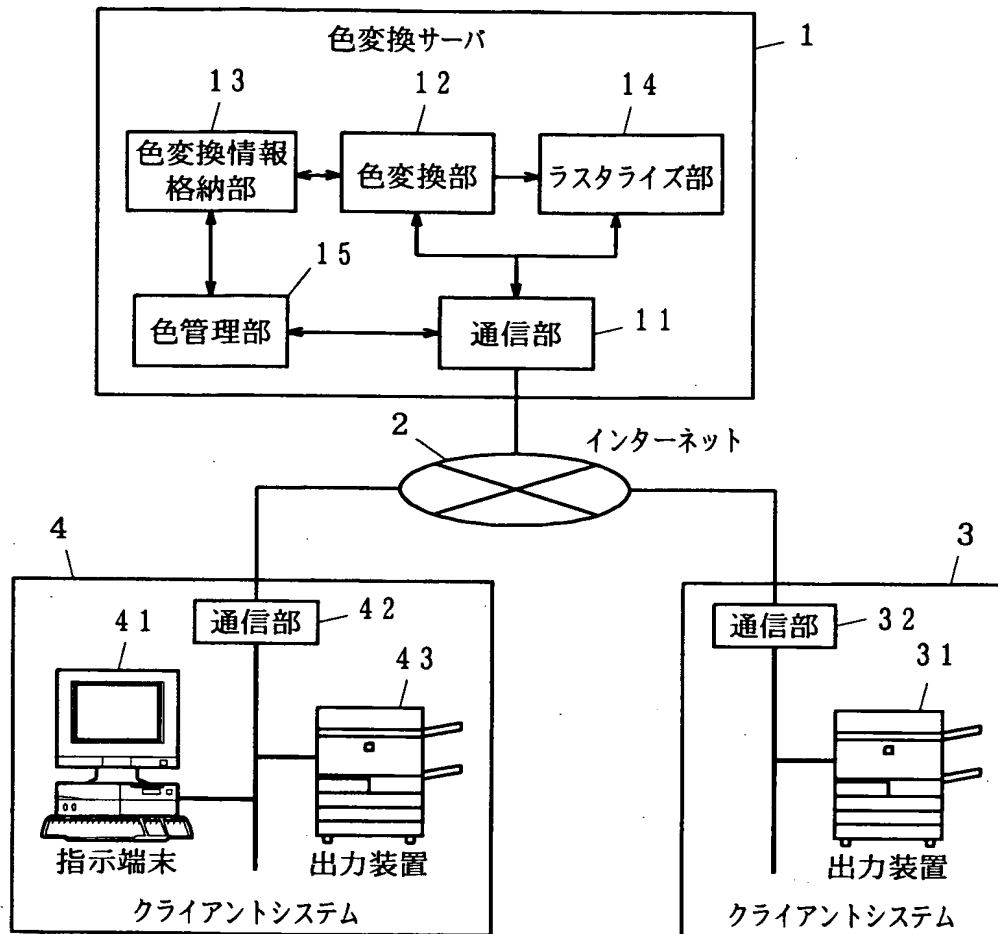 色変換サーバ
1
13
12
14
色変換情報
格納部
色変換部
ラスタライズ部
15
色管理部
通信部
11
2
インターネット
4
3
通信部
42
通信部
32
41
43
31
指示端末
出力装置
出力装置
クライアントシステム
クライアントシステム